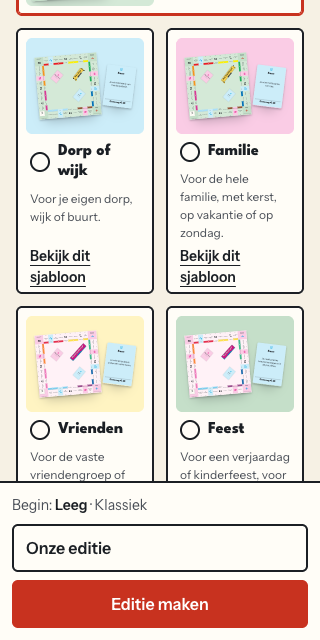 Dorp of
wijk
Voor je eigen dorp,
wijk of buurt.
Bekijk dit
sjabloon
Familie
Voor de hele
familie, met kerst,
op vakantie of op
zondag.
Bekijk dit
sjabloon
Vrienden
Voor de vaste
vriendengroep of
Feest
Voor een verjaardag
of kinderfeest, voor
Begin: Leeg · Klassiek
Onze editie
Editie maken